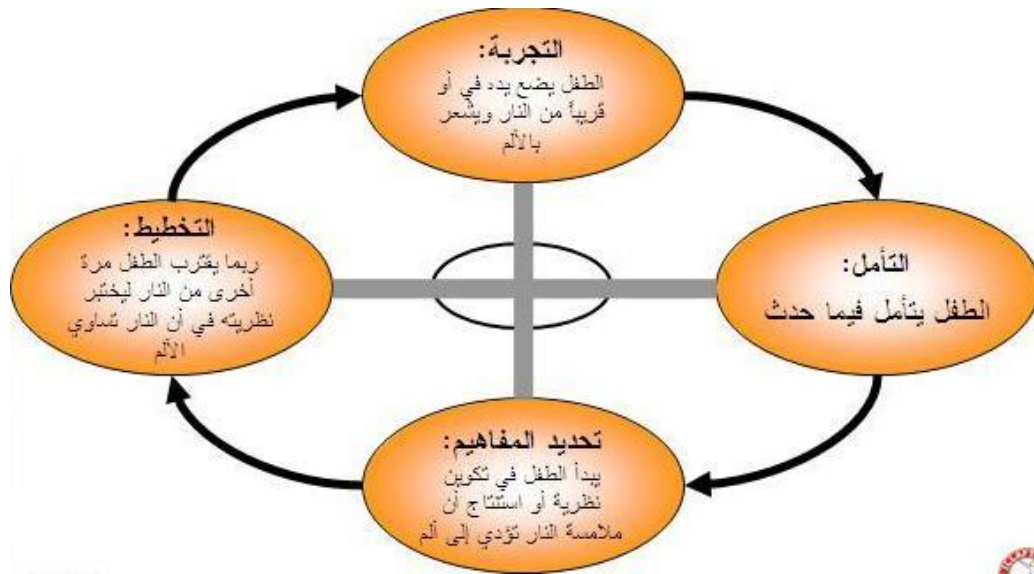 التجربة:
الطفل يضع يده في أو
قريباً من النار ويشعر
بالألم
التأمل:
الطفل يتأمل فيما حدث
تحديد المفاهيم:
يبدأ الطفل في تكوين
نظرية أو استنتاج أن
ملامسة النار تؤدي إلى ألم
التخطيط:
ربما يقترب الطفل مرة
أخرى من النار ليختبر
نظريته في أن النار تساوي
الألم